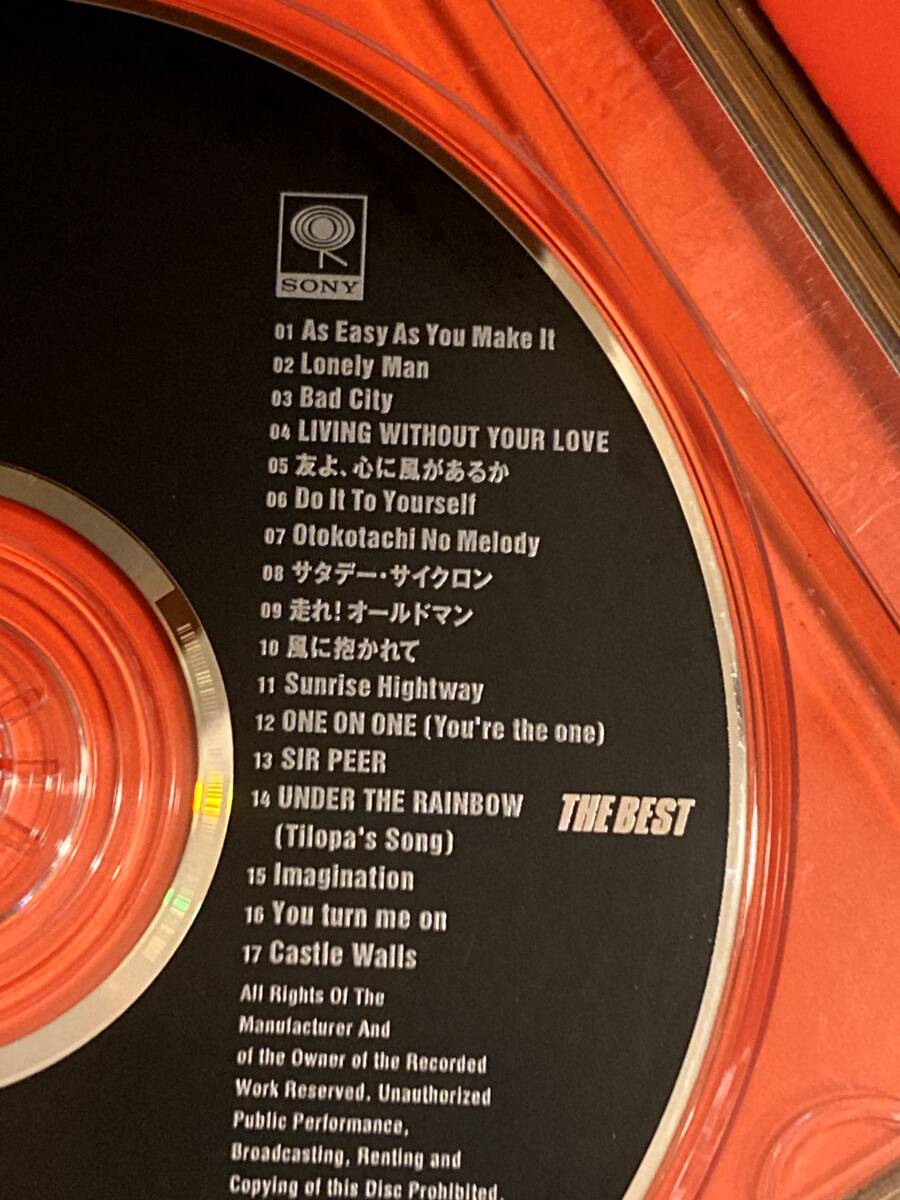 SONY
01 As Easy As You Make It
02 Lonely Man
03 Bad City
04 LIVING WITHOUT YOUR LOVE
05 友よ、心に風があるか
06 Do It To Yourself
07 Otokotachi No Melody
08 サタデー・サイクロン
09 走れ!オールドマン
10 風に抱かれて
11 Sunrise Hightway
12 ONE ON ONE (You're the one)
13 SIR PEER
14 UNDER THE RAINBOW
(Tilopa's Song)
THE BEST
15 Imagination
16 You turn me on
17 Castle Walls
All Rights Of The
Manufacturer And
of the Owner of the Recorded
Work Reserved. Unauthorized
Public Performance,
Broadcasting, Renting and
Copying of this Disc Prohibited.